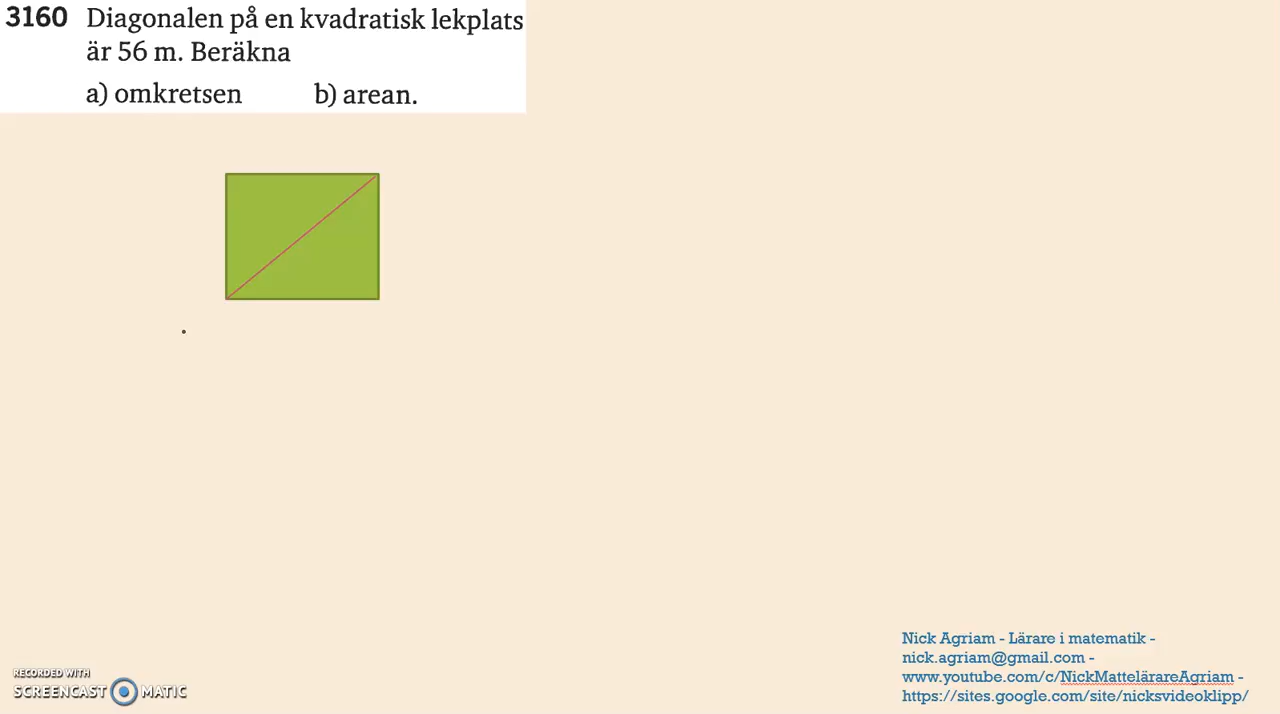 3160 Diagonalen på en kvadratisk lekplats
är 56 m. Beräkna
a) omkretsen b) arean.
Nick Agriam - Lärare i matematik -
nick.agriam@gmail.com -
www.youtube.com/c/NickMattelärareAgriam -
https://sites.google.com/site/nicksvideoklipp/
RECORDED WITH
SCREENCAST MATIC